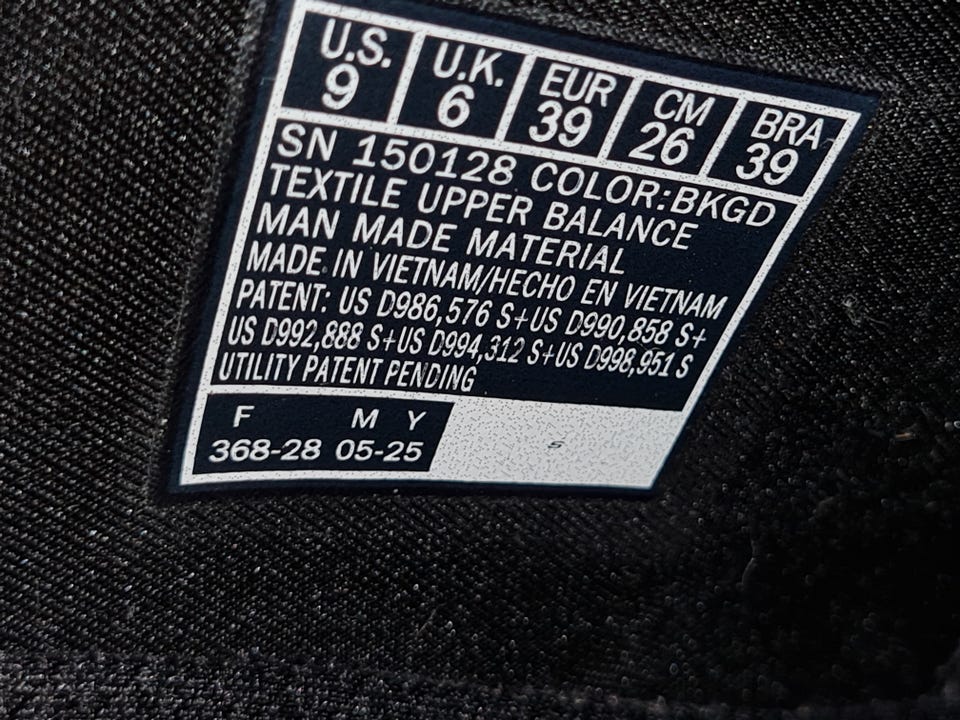 U.S. U.K. EUR CM BRA
9 6 39 26 39
SN 150128 COLOR:BKGD
TEXTILE UPPER BALANCE
MAN MADE MATERIAL
MADE IN VIETNAM/HECHO EN VIETNAM
PATENT: US D986,576 S+US D990,858 S+
US D992,888 S+US D994,312 S+US D998,951 S
UTILITY PATENT PENDING
F M Y
368-28 05-25
S